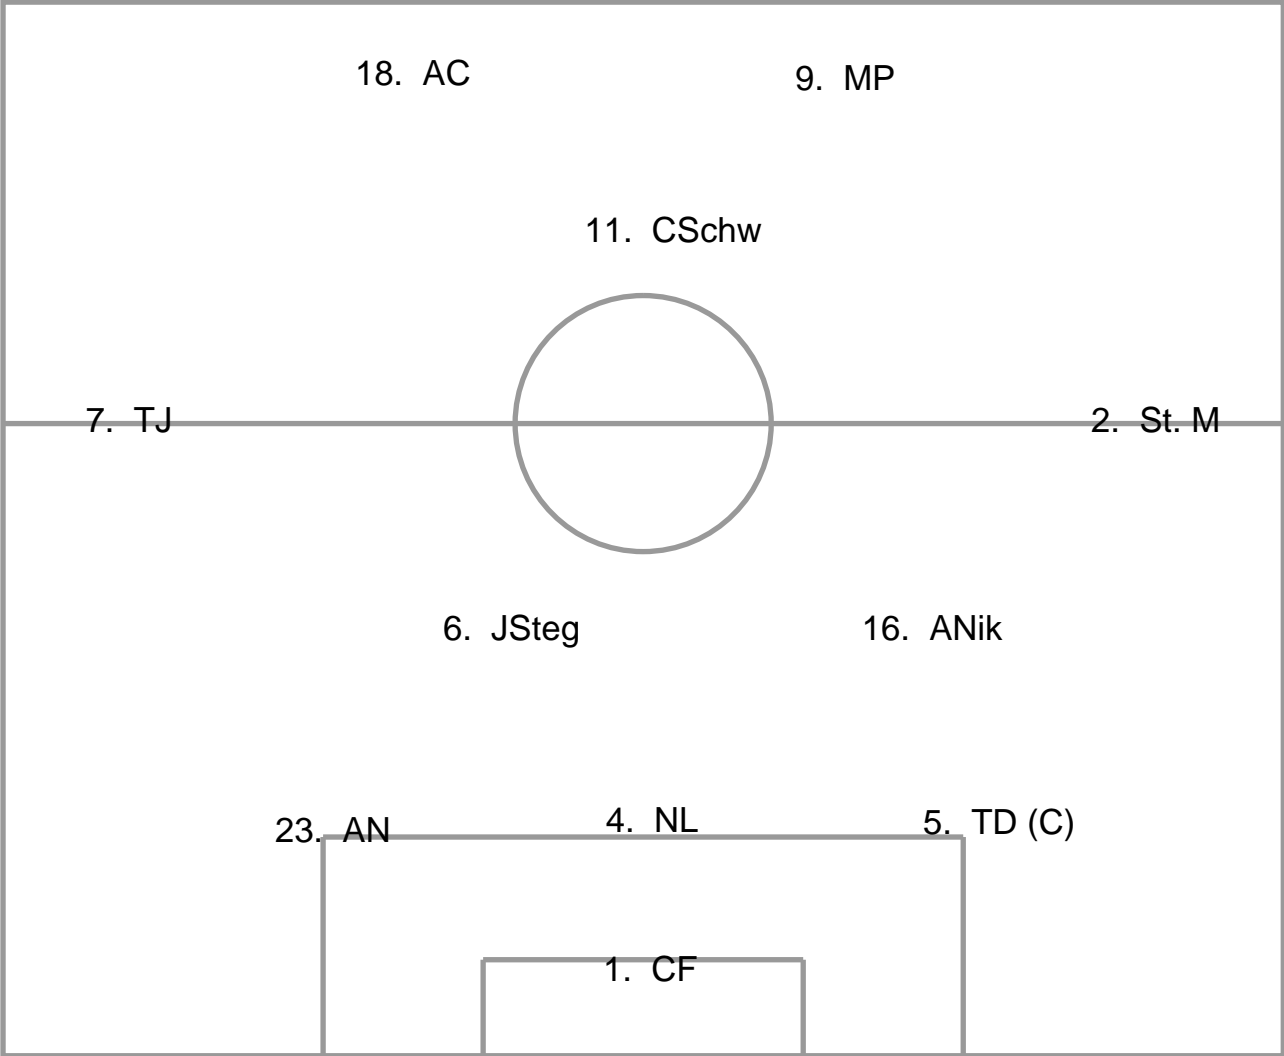 18. AC
9. MP
11. CSchw
7. TJ
2. St. M
6. JSteg
16. ANik
23. AN
4. NL
5. TD (C)
1. CF